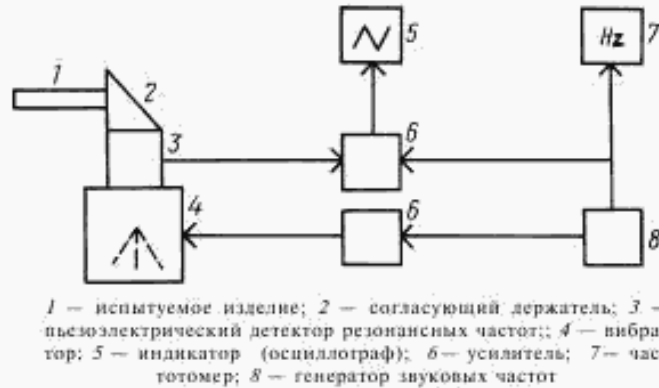 5
7
Hz
1
2
3
6
4
6
8
1 — испытуемое изделие; 2 — согласующий держатель; 3 —
пьезоэлектрический детектор резонансных частот;; 4 — вибра
тор; 5 — индикатор (осциллотраф); 6 — усилитель; 7 — час
тотомер; 8 — генератор звуковых частот